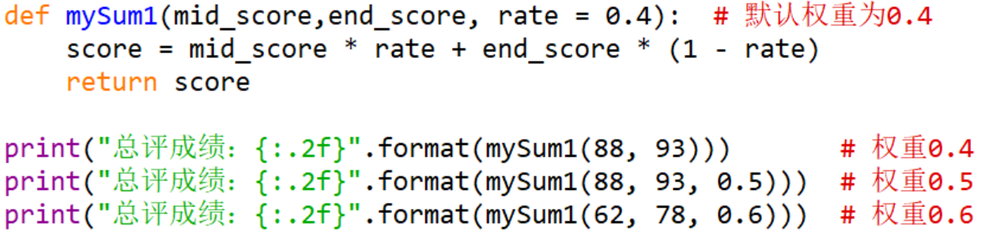 def mySum1(mid_score,end_score, rate = 0.4):  # 默认权重为0.4
    score = mid_score * rate + end_score * (1 - rate)
    return score
print("总评成绩：{:.2f}".format(mySum1(88, 93)))       # 权重0.4
print("总评成绩：{:.2f}".format(mySum1(88, 93, 0.5)))  # 权重0.5
print("总评成绩：{:.2f}".format(mySum1(62, 78, 0.6)))  # 权重0.6